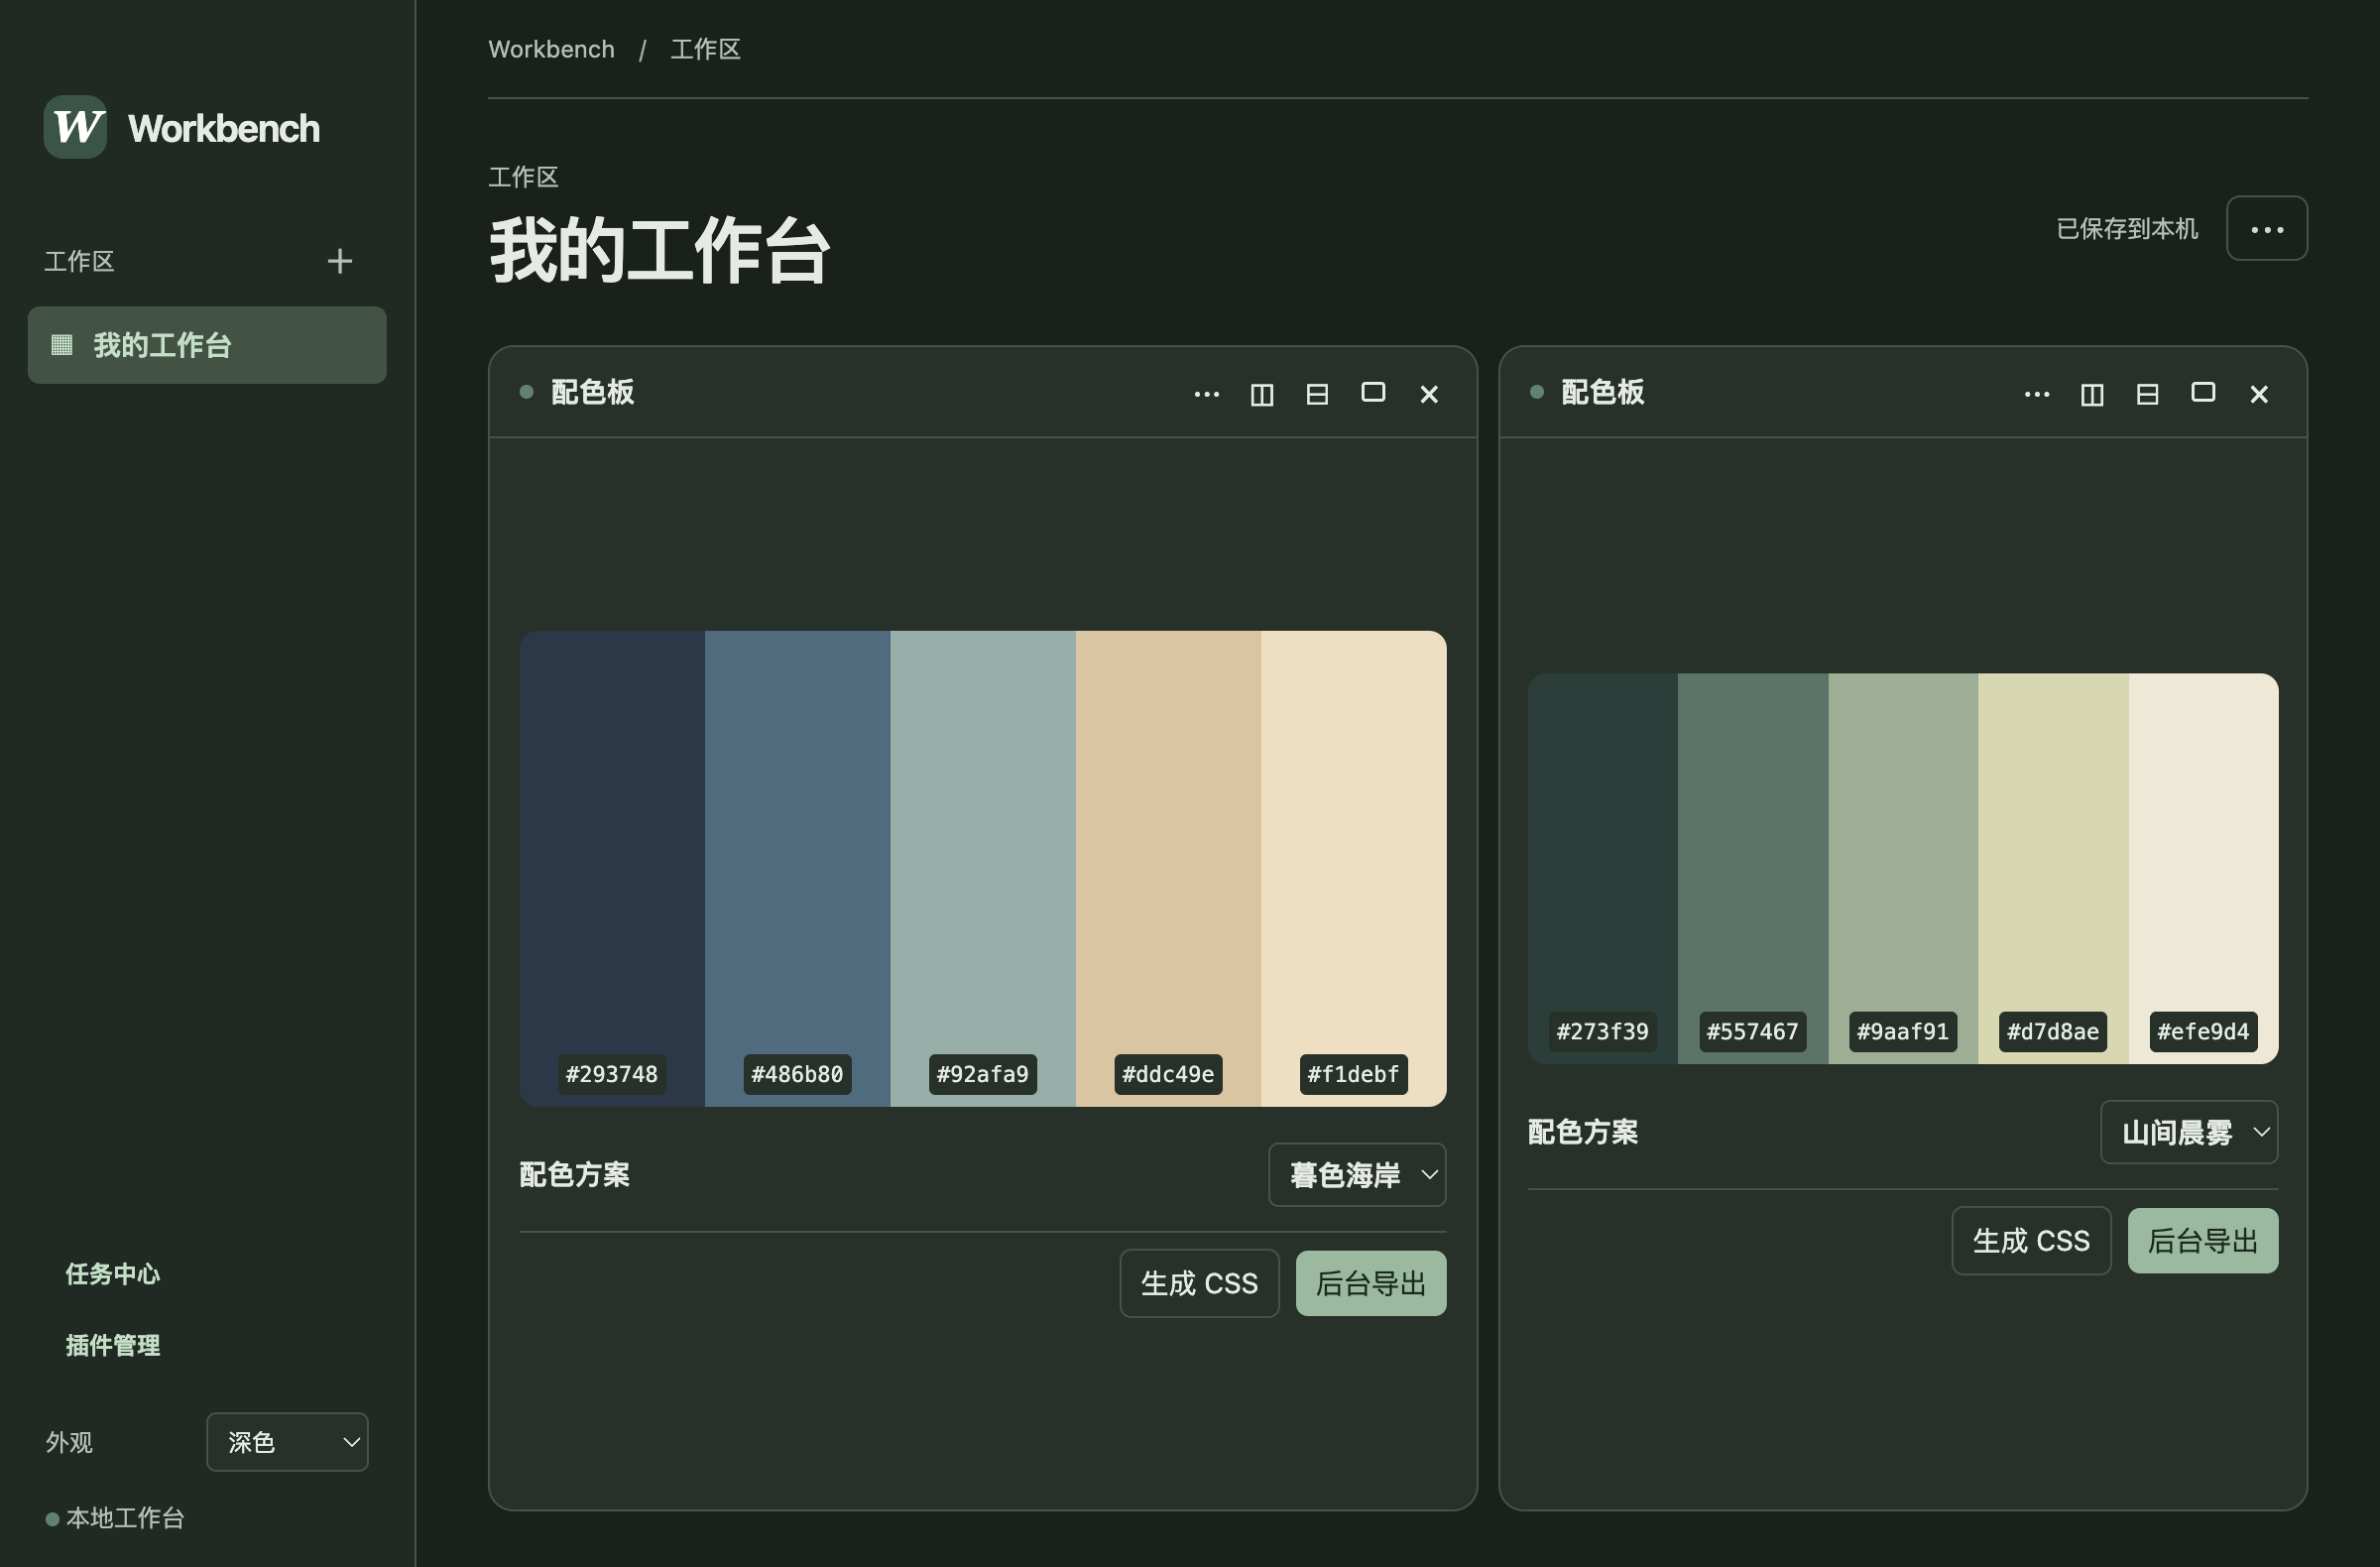 W Workbench
工作区 +
我的工作台
任务中心
插件管理
外观 深色
本地工作台
Workbench / 工作区
工作区
我的工作台
已保存到本机
配色板
#293748 #486b80 #92afa9 #ddc49e #f1debf
配色方案 暮色海岸
生成 CSS 后台导出
配色板
#273f39 #557467 #9aaf91 #d7d8ae #efe9d4
配色方案 山间晨雾
生成 CSS 后台导出